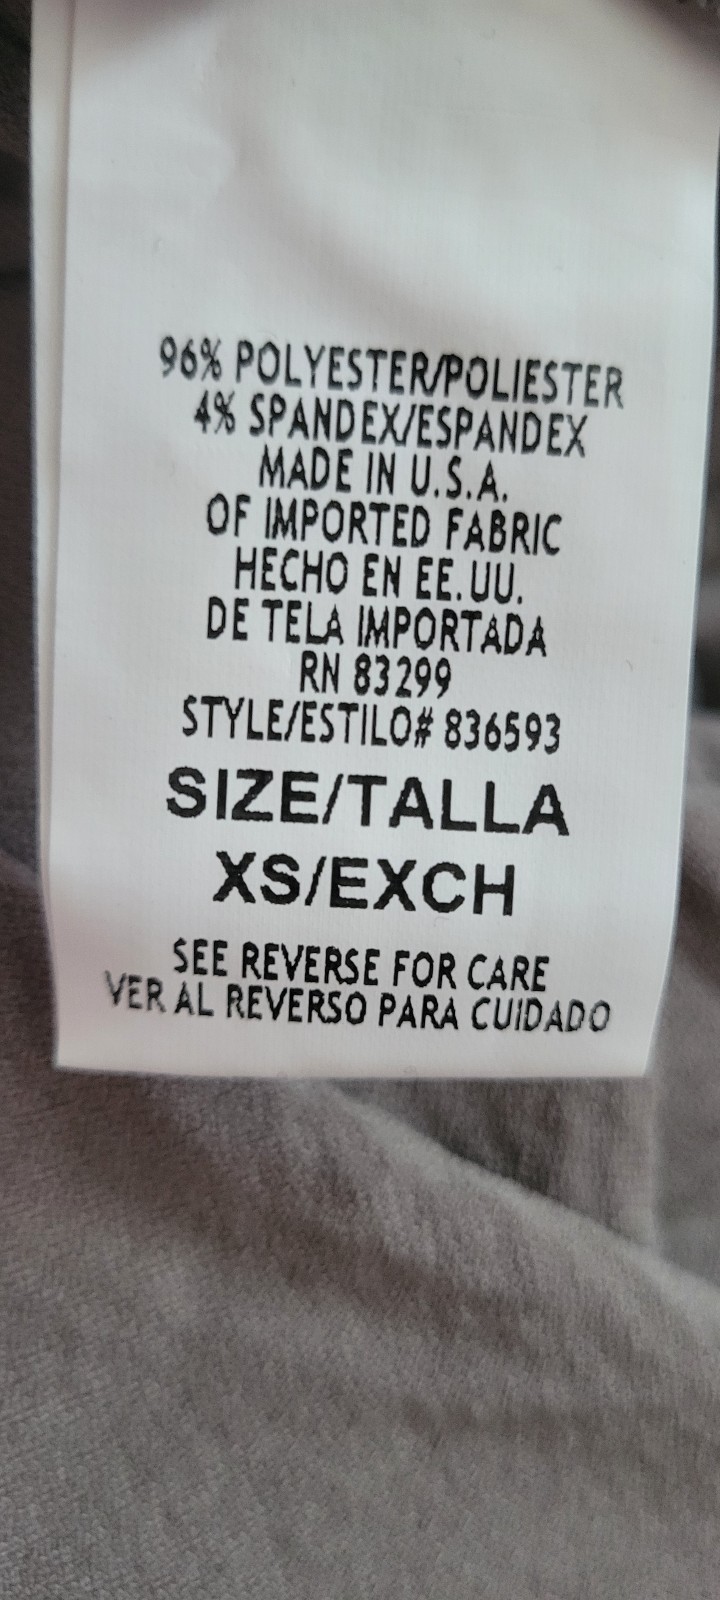 96% POLYESTER/POLIESTER
4% SPANDEX/ESPANDEX
MADE IN U.S.A.
OF IMPORTED FABRIC
HECHO EN EE.UU.
DE TELA IMPORTADA
RN 83299
STYLE/ESTILO# 836593
SIZE/TALLA
XS/EXCH
SEE REVERSE FOR CARE
VER AL REVERSO PARA CUIDADO